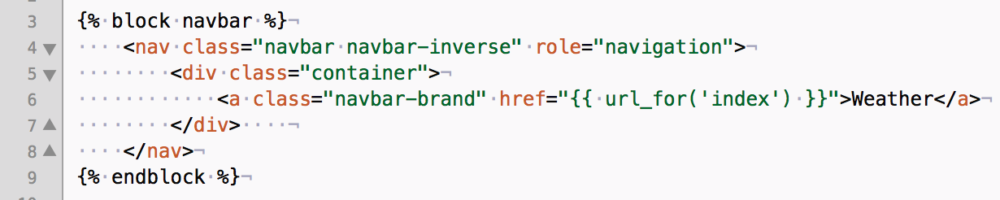 3 {% block navbar %}¬
4 ▼ ····<nav class="navbar navbar-inverse" role="navigation">¬
5 ▼ ········<div class="container">¬
6 ············<a class="navbar-brand" href="{{ url_for('index') }}">Weather</a>¬
7 ▲ ········</div>····¬
8 ▲ ····</nav>¬
9 {% endblock %}¬